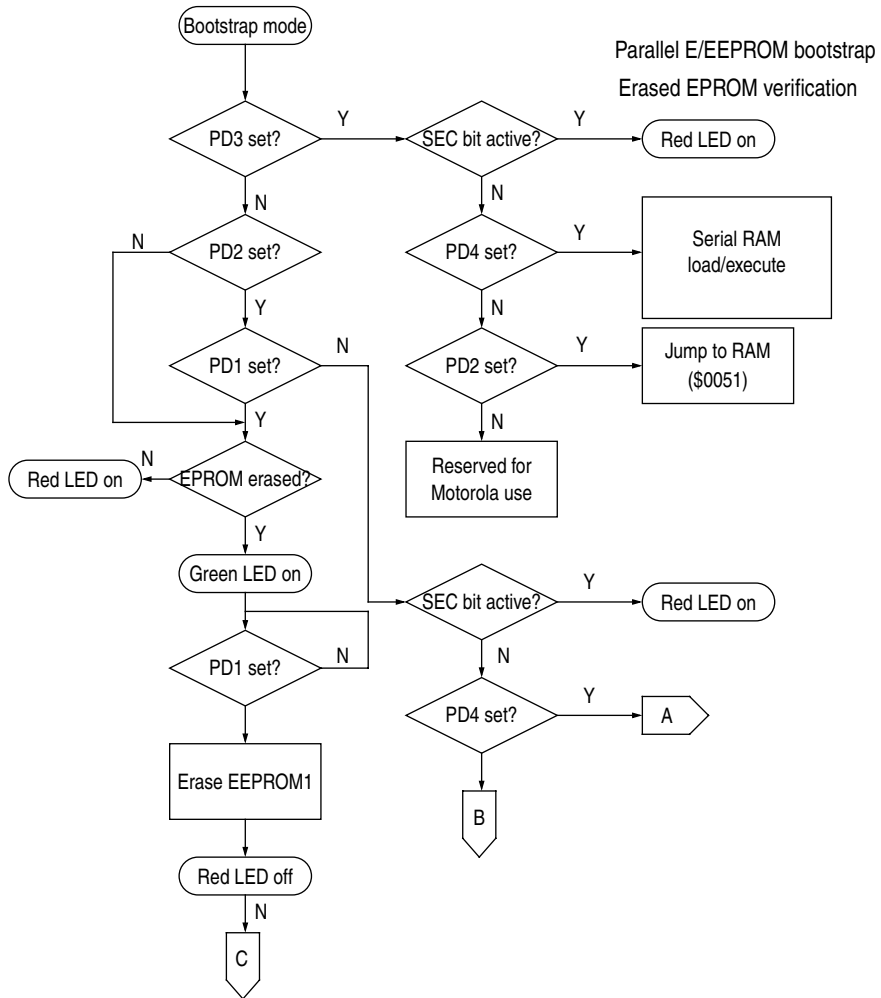 Bootstrap mode
Parallel E/EEPROM bootstrap
Erased EPROM verification
PD3 set?
Y
SEC bit active?
Y
Red LED on
N
N
N
PD2 set?
PD4 set?
Y
Serial RAM
load/execute
Y
N
PD1 set?
N
PD2 set?
Y
Jump to RAM
($0051)
Y
N
Red LED on
N
EPROM erased?
Reserved for
Motorola use
Y
Green LED on
SEC bit active?
Y
Red LED on
PD1 set?
N
N
PD4 set?
Y
A
Erase EEPROM1
B
Red LED off
N
C